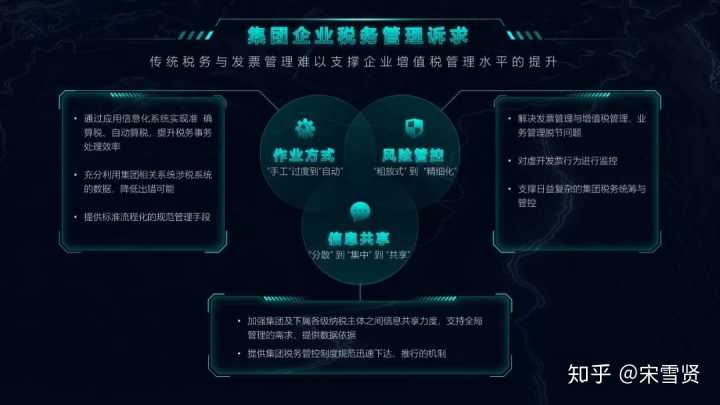 集团企业税务管理诉求
传统税务与发票管理难以支撑企业增值税管理水平的提升
• 通过应用信息化系统实现准 确
算税、自动算税，提升税务事务
处理效率
• 充分利用集团相关系统涉税系统
的数据，降低出错可能
• 提供标准流程化的规范管理手段
作业方式
“手工”过度到“自动”
风险管控
“粗放式” 到 “精细化”
信息共享
“分散” 到 “集中” 到 “共享”
• 解决发票管理与增值税管理、业
务管理脱节问题
• 对虚开发票行为进行监控
• 支撑日益复杂的集团税务统筹与
管控
• 加强集团及下属各级纳税主体之间信息共享力度，支持全局
管理的需求，提供数据依据
• 提供集团税务管控制度规范迅速下达、推行的机制
知乎 @宋雪贤